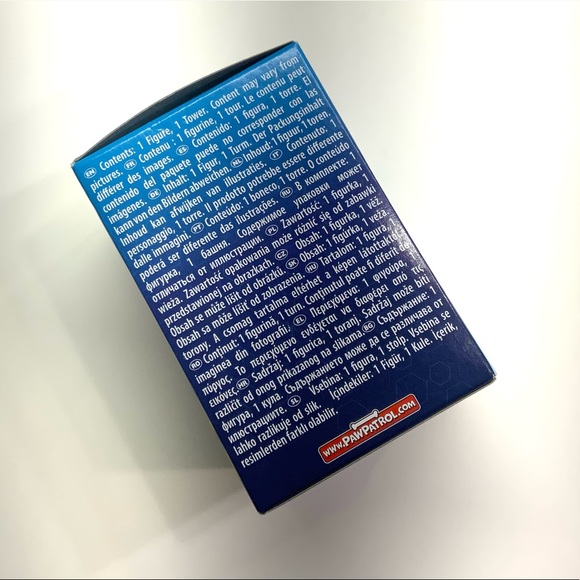 EN Contents: 1 Figure, 1 Tower. Content may vary from
pictures. FR Contenu : 1 figurine, 1 tour. Le contenu peut
différer des images. ES Contenido: 1 figura, 1 torre. El
contenido del paquete puede no corresponder con las
imágenes. DE Inhalt: 1 Figur, 1 Turm. Der Packungsinhalt
kann von den Bildern abweichen. NL Inhoud: 1 figuur, 1 toren.
Inhoud kan afwijken van illustraties. IT Contenuto: 1
personaggio, 1 torre. Il prodotto potrebbe essere differente
dalle immagini. PT Conteúdo: 1 boneco, 1 torre. O conteúdo
poderá ser diferente das ilustrações. RU В комплекте: 1
фигурка, 1 башня. Содержимое упаковки может
отличаться от иллюстрации. PL Zawartość: 1 figurka, 1
wieża. Zawartość opakowania może różnić się od zabawki
przedstawionej na obrazkach. CZ Obsah: 1 figurka, 1 věž.
Obsah se může lišit od obrázků. SK Obsah: 1 figúrka, 1 veža.
Obsah sa môže líšiť od zobrazenia. HU Tartalom: 1 figura, 1
torony. A csomag tartalma eltérhet a képen láthatóktól.
RO Conținut: 1 figurină, 1 turn. Conținutul poate fi diferit de
imaginea din fotografii. EL Περιεχόμενα: 1 φιγούρα, 1
πύργος. Το περιεχόμενο ενδέχεται να διαφέρει από τις
εικόνες. HR Sadržaj: 1 figurica, 1 toranj. Sadržaj može biti
različit od onog prikazanog na slikama. BG Съдържание: 1
фигура, 1 кула. Съдържанието може да се различава от
илюстрациите. SL Vsebina: 1 figura, 1 stolp. Vsebina se
lahko razlikuje od slik. TR İçindekiler: 1 Figür, 1 Kule. İçerik,
resimlerden farklı olabilir.
www.PAWPATROL.COM